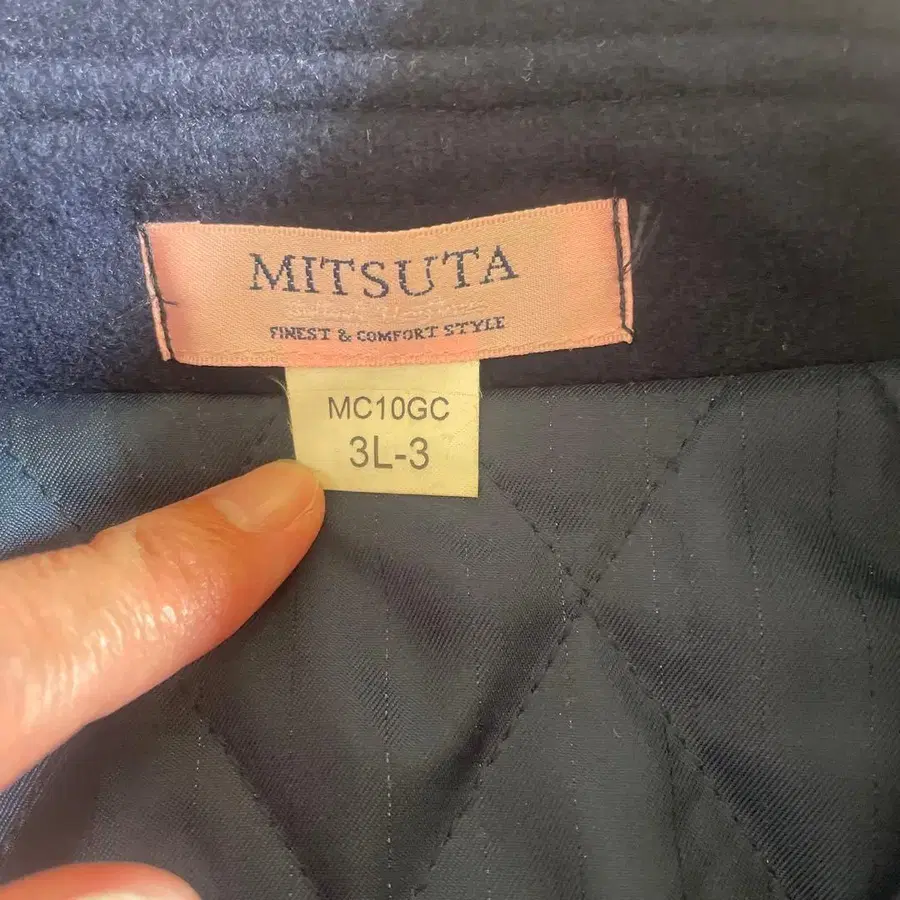 MITSUTA
FINEST & COMFORT STYLE
MC10GC
3L-3